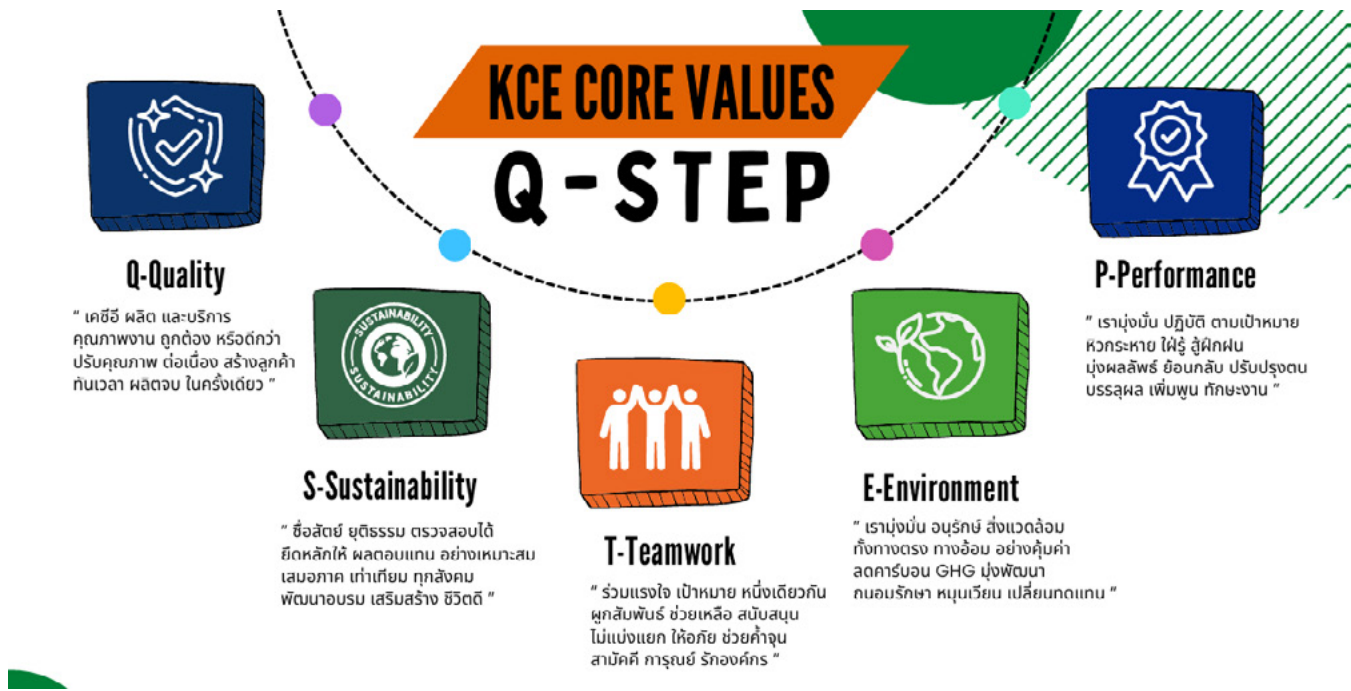 KCE CORE VALUES
Q-STEP
Q-Quality
“ เคซีอี ผลิต และบริการ
คุณภาพงาน ถูกต้อง หรือดีกว่า
ปรับคุณภาพ ต่อเนื่อง สร้างลูกค้า
ทันเวลา ผลิตจบ ในครั้งเดียว ”
SUSTAINABILITY
SUSTAINABILITY
S-Sustainability
“ ซื่อสัตย์ ยุติธรรม ตรวจสอบได้
ยึดหลักให้ ผลตอบแทน อย่างเหมาะสม
เสมอภาค เท่าเทียม ทุกสังคม
พัฒนาอบรม เสริมสร้าง ชีวิตดี ”
T-Teamwork
“ ร่วมแรงใจ เป้าหมาย หนึ่งเดียวกัน
ผูกสัมพันธ์ ช่วยเหลือ สนับสนุน
ไม่แบ่งแยก ให้อภัย ช่วยค้ำจุน
สามัคคี การุณย์ รักองค์กร ”
E-Environment
“ เรามุ่งมั่น อนุรักษ์ สิ่งแวดล้อม
ทั้งทางตรง ทางอ้อม อย่างคุ้มค่า
ลดคาร์บอน GHG มุ่งพัฒนา
ถนอมรักษา หมุนเวียน เปลี่ยนทดแทน ”
P-Performance
“ เรามุ่งมั่น ปฏิบัติ ตามเป้าหมาย
หิวกระหาย ใฝ่รู้ สู้ฝึกฝน
มุ่งผลลัพธ์ ย้อนกลับ ปรับปรุงตน
บรรลุผล เพิ่มพูน ทักษะงาน ”